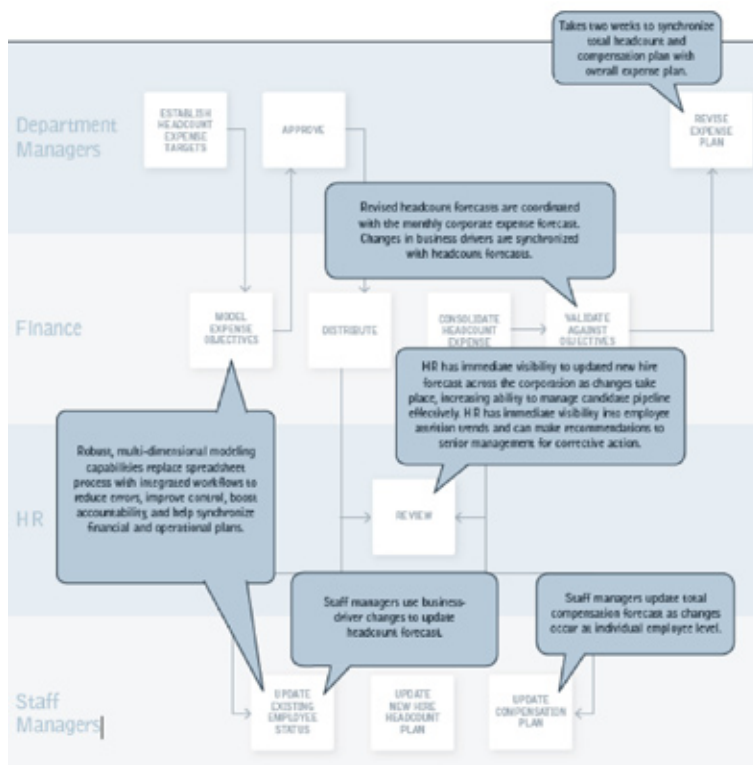 Takes two weeks to synchronize
total headcount and
compensation plan with
overall expense plan.
Department
Managers
ESTABLISH
HEADCOUNT
EXPENSE
TARGETS
APPROVE
REVISE
EXPENSE
PLAN
Revised headcount forecasts are coordinated
with the monthly corporate expense forecast.
Changes in business drivers are synchronized
with headcount forecasts.
Finance
MODEL
EXPENSE
OBJECTIVES
DISTRIBUTE
CONSOLIDATE
HEADCOUNT
EXPENSE
VALIDATE
AGAINST
OBJECTIVES
HR has immediate visibility to updated new hire
forecast across the corporation as changes take
place, increasing ability to manage candidate pipeline
effectively. HR has immediate visibility into employee
attrition trends and can make recommendations to
senior management for corrective action.
Robust, multi-dimensional modeling
capabilities replace spreadsheet
process with integrated workflows to
reduce errors, improve control, boost
accountability, and help synchronize
financial and operational plans.
HR
REVIEW
Staff managers use business-
driver changes to update
headcount forecast.
Staff managers update total
compensation forecast as changes
occur at individual employee level.
Staff
Managers
UPDATE
EXISTING
EMPLOYEE
STATUS
UPDATE
NEW HIRE
HEADCOUNT
PLAN
UPDATE
COMPENSATION
PLAN